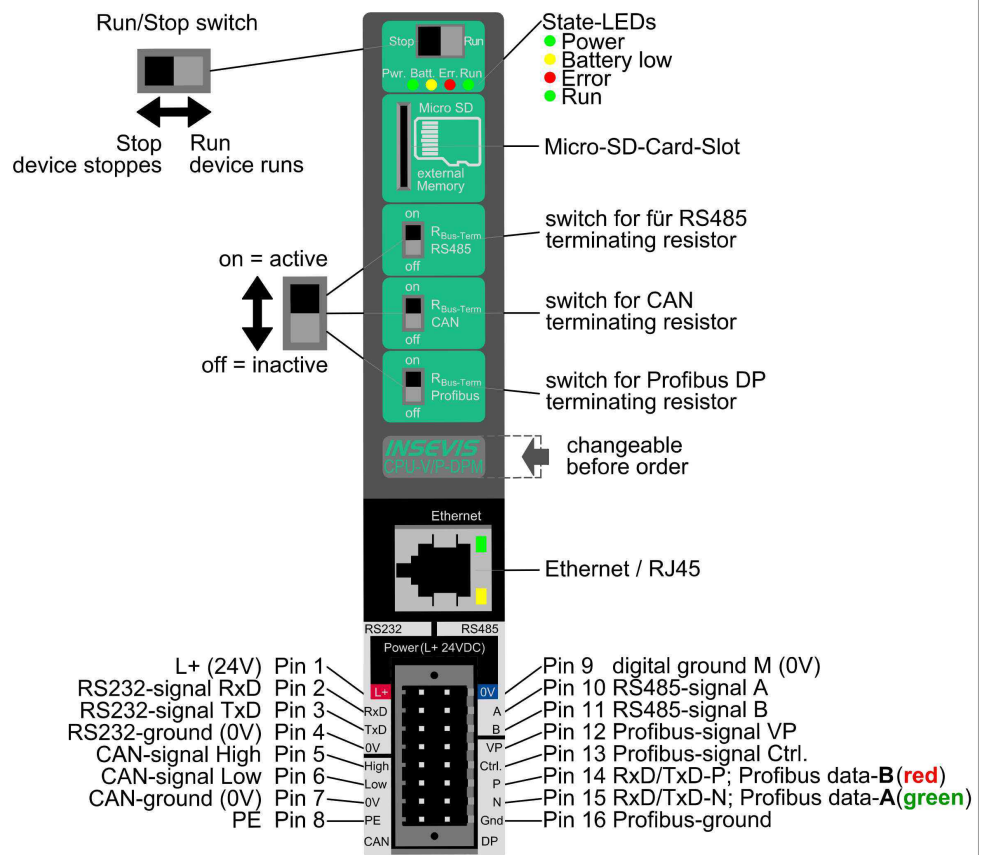 Run/Stop switch
Stop
Run
device stoppes
device runs
Stop
Run
Pwr. Batt. Err. Run
State-LEDs
Power
Battery low
Error
Run
Micro SD
external
Memory
Micro-SD-Card-Slot
on
RBus-Term
RS485
off
switch for für RS485
terminating resistor
on = active
off = inactive
RBus-Term
CAN
off
on
switch for CAN
terminating resistor
on
RBus-Term
Profibus
off
switch for Profibus DP
terminating resistor
INSEVIS
CPU-V/P-DPM
changeable
before order
Ethernet
Ethernet / RJ45
RS232
RS485
Power(L+ 24VDC)
L+ (24V) Pin 1
RS232-signal RxD Pin 2
RS232-signal TxD Pin 3
RS232-ground (0V) Pin 4
CAN-signal High Pin 5
CAN-signal Low Pin 6
CAN-ground (0V) Pin 7
PE Pin 8
L+
RxD
TxD
0V
High
Low
0V
PE
CAN
0V
A
B
VP
Ctrl.
P
N
Gnd
DP
Pin 9 digital ground M (0V)
Pin 10 RS485-signal A
Pin 11 RS485-signal B
Pin 12 Profibus-signal VP
Pin 13 Profibus-signal Ctrl.
Pin 14 RxD/TxD-P; Profibus data-B(red)
Pin 15 RxD/TxD-N; Profibus data-A(green)
Pin 16 Profibus-ground